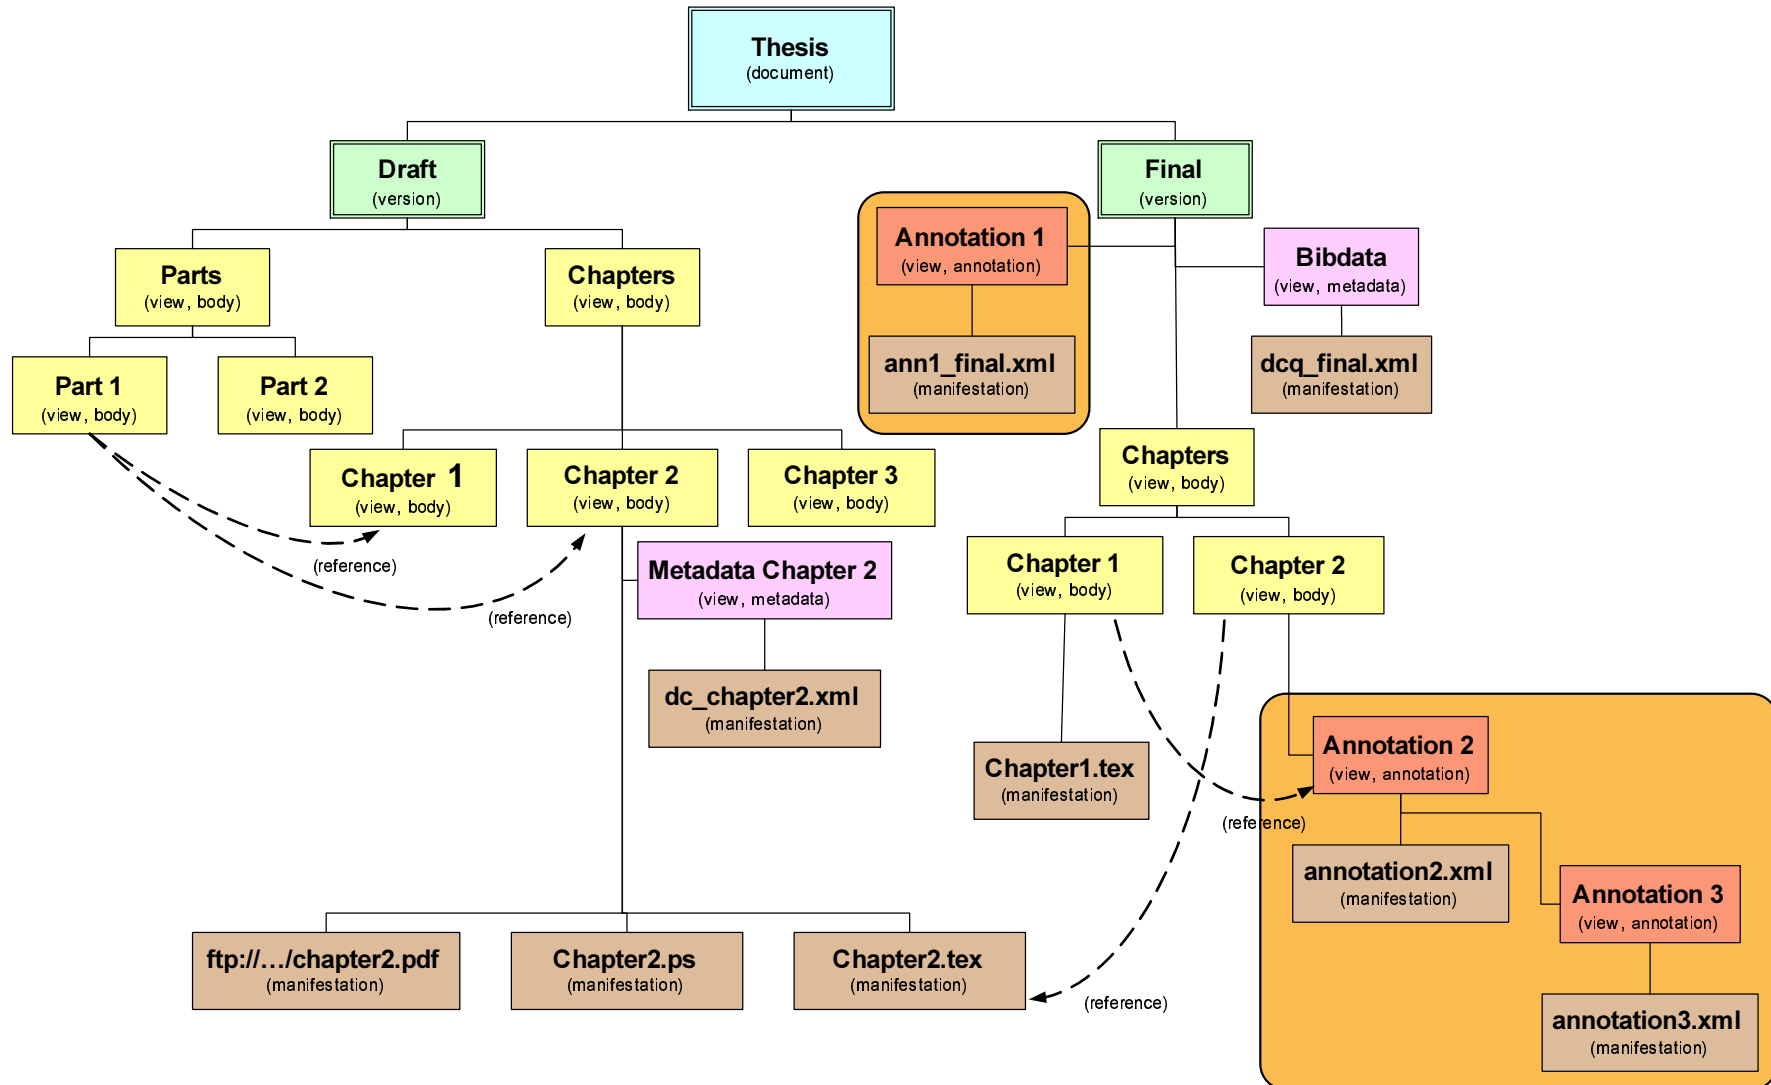 Thesis
(document)
Draft
(version)
Final
(version)
Annotation 1
(view, annotation)
Bibdata
(view, metadata)
Parts
(view, body)
Chapters
(view, body)
ann1_final.xml
(manifestation)
dcq_final.xml
(manifestation)
Part 1
(view, body)
Part 2
(view, body)
Chapters
(view, body)
Chapter 1
(view, body)
Chapter 2
(view, body)
Chapter 3
(view, body)
(reference)
(reference)
Metadata Chapter 2
(view, metadata)
Chapter 1
(view, body)
Chapter 2
(view, body)
dc_chapter2.xml
(manifestation)
Chapter1.tex
(manifestation)
Annotation 2
(view, annotation)
(reference)
annotation2.xml
(manifestation)
Annotation 3
(view, annotation)
ftp://…/chapter2.pdf
(manifestation)
Chapter2.ps
(manifestation)
Chapter2.tex
(manifestation)
(reference)
annotation3.xml
(manifestation)